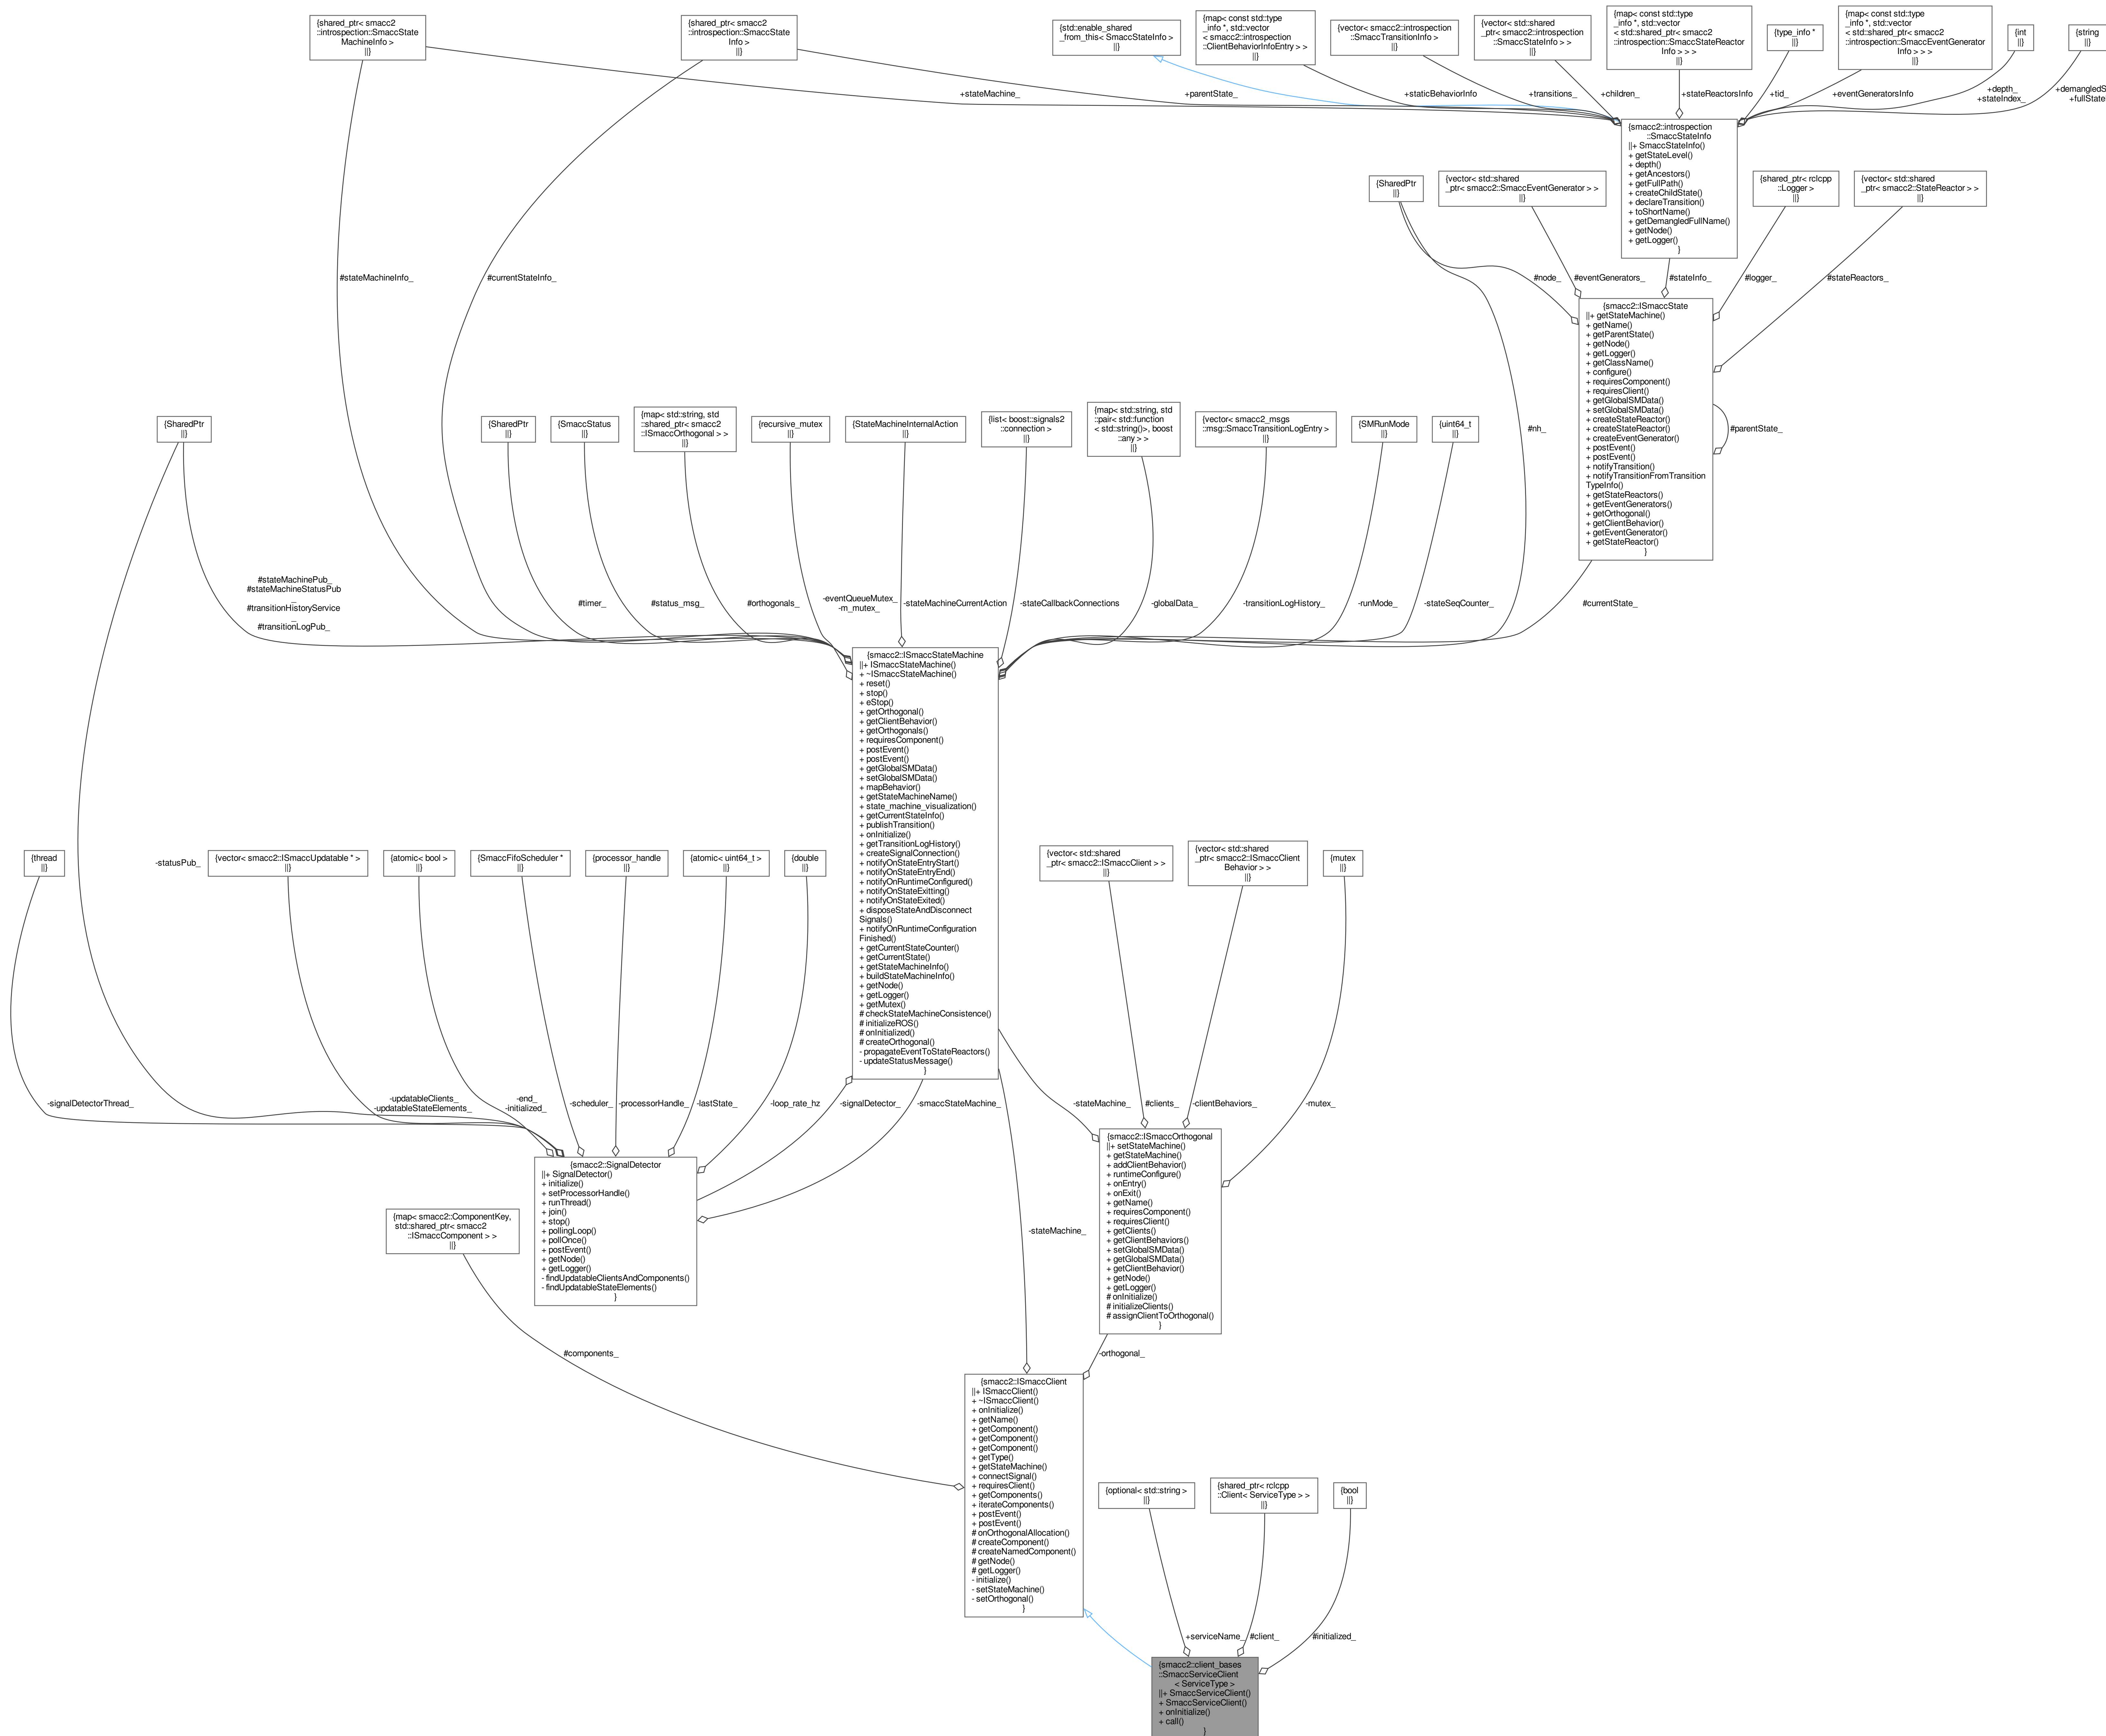 {shared_ptr< smacc2
::introspection::SmaccState
MachineInfo >
||}
{shared_ptr< smacc2
::introspection::SmaccState
Info >
||}
{std::enable_shared
_from_this< SmaccStateInfo >
||}
{map< const std::type
_info *, std::vector
< smacc2::introspection
::ClientBehaviorInfoEntry > >
||}
{vector< smacc2::introspection
::SmaccTransitionInfo >
||}
{vector< std::shared
_ptr< smacc2::introspection
::SmaccStateInfo > >
||}
{map< const std::type
_info *, std::vector
< std::shared_ptr< smacc2
::introspection::SmaccStateReactor
Info > > >
||}
{type_info *
||}
{map< const std::type
_info *, std::vector
< std::shared_ptr< smacc2
::introspection::SmaccEventGenerator
Info > > >
||}
{int
||}
{string
||}
+stateMachine_
+parentState_
+staticBehaviorInfo
+transitions_
+children_
+stateReactorsInfo
+tid_
+eventGeneratorsInfo
+depth_
+stateIndex_
+demangledS
+fullState
{smacc2::introspection
::SmaccStateInfo
||+ SmaccStateInfo()
+ getStateLevel()
+ depth()
+ getAncestors()
+ getFullPath()
+ createChildState()
+ declareTransition()
+ toShortName()
+ getDemangledFullName()
+ getNode()
+ getLogger()
}
{SharedPtr
||}
{vector< std::shared
_ptr< smacc2::SmaccEventGenerator > >
||}
{shared_ptr< rclcpp
::Logger >
||}
{vector< std::shared
_ptr< smacc2::StateReactor > >
||}
#stateMachineInfo_
#currentStateInfo_
#node_
#eventGenerators_
#stateInfo_
#logger_
#stateReactors_
{smacc2::ISmaccState
||+ getStateMachine()
+ getName()
+ getParentState()
+ getNode()
+ getLogger()
+ getClassName()
+ configure()
+ requiresComponent()
+ requiresClient()
+ getGlobalSMData()
+ setGlobalSMData()
+ createStateReactor()
+ createStateReactor()
+ createEventGenerator()
+ postEvent()
+ postEvent()
+ notifyTransition()
+ notifyTransitionFromTransition
TypeInfo()
+ getStateReactors()
+ getEventGenerators()
+ getOrthogonal()
+ getClientBehavior()
+ getEventGenerator()
+ getStateReactor()
}
#parentState_
{SharedPtr
||}
{SharedPtr
||}
{SmaccStatus
||}
{map< std::string, std
::shared_ptr< smacc2
::ISmaccOrthogonal > >
||}
{recursive_mutex
||}
{StateMachineInternalAction
||}
{list< boost::signals2
::connection >
||}
{map< std::string, std
::pair< std::function
< std::string()>, boost
::any > >
||}
{vector< smacc2_msgs
::msg::SmaccTransitionLogEntry >
||}
{SMRunMode
||}
{uint64_t
||}
#nh_
#stateMachinePub_
#stateMachineStatusPub
_
#transitionHistoryService
_
#transitionLogPub_
#timer_
#status_msg_
#orthogonals_
-eventQueueMutex_
-m_mutex_
-stateMachineCurrentAction
-stateCallbackConnections
-globalData_
-transitionLogHistory_
-runMode_
-stateSeqCounter_
#currentState_
{smacc2::ISmaccStateMachine
||+ ISmaccStateMachine()
+ ~ISmaccStateMachine()
+ reset()
+ stop()
+ eStop()
+ getOrthogonal()
+ getClientBehavior()
+ getOrthogonals()
+ requiresComponent()
+ postEvent()
+ postEvent()
+ getGlobalSMData()
+ setGlobalSMData()
+ mapBehavior()
+ getStateMachineName()
+ state_machine_visualization()
+ getCurrentStateInfo()
+ publishTransition()
+ onInitialize()
+ getTransitionLogHistory()
+ createSignalConnection()
+ notifyOnStateEntryStart()
+ notifyOnStateEntryEnd()
+ notifyOnRuntimeConfigured()
+ notifyOnStateExitting()
+ notifyOnStateExited()
+ disposeStateAndDisconnect
Signals()
+ notifyOnRuntimeConfiguration
Finished()
+ getCurrentStateCounter()
+ getCurrentState()
+ getStateMachineInfo()
+ buildStateMachineInfo()
+ getNode()
+ getLogger()
+ getMutex()
# checkStateMachineConsistence()
# initializeROS()
# onInitialized()
# createOrthogonal()
- propagateEventToStateReactors()
- updateStatusMessage()
}
{thread
||}
-statusPub_
{vector< smacc2::ISmaccUpdatable * >
||}
{atomic< bool >
||}
{SmaccFifoScheduler *
||}
{processor_handle
||}
{atomic< uint64_t >
||}
{double
||}
{vector< std::shared
_ptr< smacc2::ISmaccClient > >
||}
{vector< std::shared
_ptr< smacc2::ISmaccClient
Behavior > >
||}
{mutex
||}
-signalDetectorThread_
-updatableClients_
-updatableStateElements_
-end_
-initialized_
-scheduler_
-processorHandle_
-lastState_
-loop_rate_hz
-signalDetector_
-smaccStateMachine_
-stateMachine_
#clients_
-clientBehaviors_
-mutex_
{smacc2::SignalDetector
||+ SignalDetector()
+ initialize()
+ setProcessorHandle()
+ runThread()
+ join()
+ stop()
+ pollingLoop()
+ pollOnce()
+ postEvent()
+ getNode()
+ getLogger()
- findUpdatableClientsAndComponents()
- findUpdatableStateElements()
}
{smacc2::ISmaccOrthogonal
||+ setStateMachine()
+ getStateMachine()
+ addClientBehavior()
+ runtimeConfigure()
+ onEntry()
+ onExit()
+ getName()
+ requiresComponent()
+ requiresClient()
+ getClients()
+ getClientBehaviors()
+ setGlobalSMData()
+ getGlobalSMData()
+ getClientBehavior()
+ getNode()
+ getLogger()
# onInitialize()
# initializeClients()
# assignClientToOrthogonal()
}
{map< smacc2::ComponentKey,
std::shared_ptr< smacc2
::ISmaccComponent > >
||}
-stateMachine_
#components_
-orthogonal_
{smacc2::ISmaccClient
||+ ISmaccClient()
+ ~ISmaccClient()
+ onInitialize()
+ getName()
+ getComponent()
+ getComponent()
+ getComponent()
+ getType()
+ getStateMachine()
+ connectSignal()
+ requiresClient()
+ getComponents()
+ iterateComponents()
+ postEvent()
+ postEvent()
# onOrthogonalAllocation()
# createComponent()
# createNamedComponent()
# getNode()
# getLogger()
- initialize()
- setStateMachine()
- setOrthogonal()
}
{optional< std::string >
||}
{shared_ptr< rclcpp
::Client< ServiceType > >
||}
{bool
||}
+serviceName_
#client_
#initialized_
{smacc2::client_bases
::SmaccServiceClient
< ServiceType >
||+ SmaccServiceClient()
+ SmaccServiceClient()
+ onInitialize()
+ call()
}